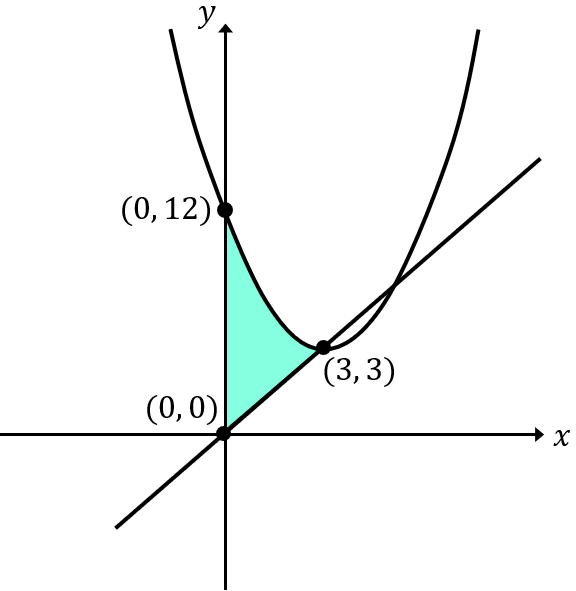 y
(0, 12)
(3, 3)
(0, 0)
x